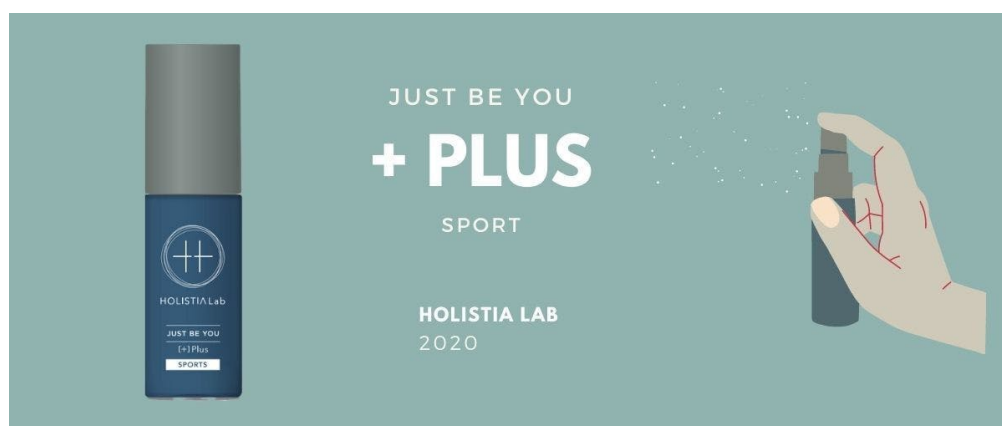 HOLISTIA Lab
JUST BE YOU
[+] Plus
SPORTS
JUST BE YOU
+ PLUS
SPORT
HOLISTIA LAB
2020